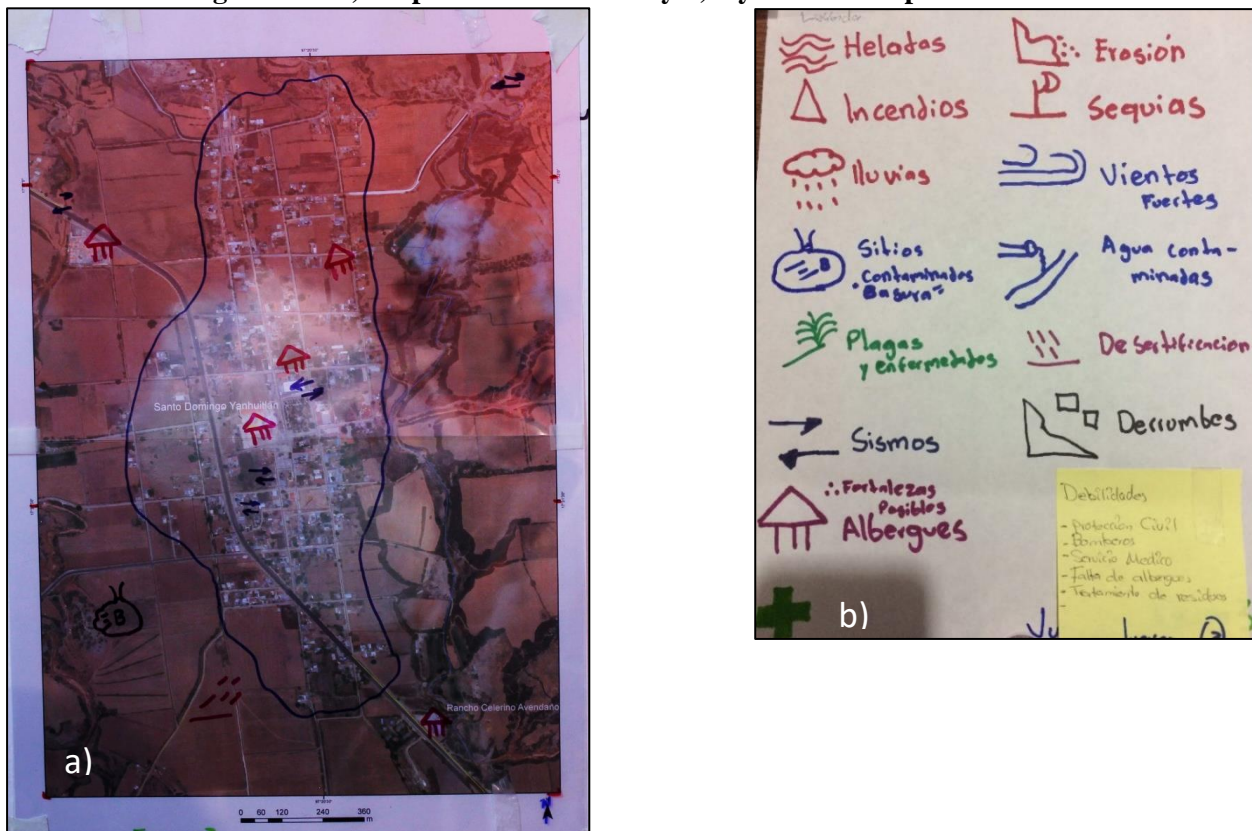 Santo Domingo Yanhuitlán
B
Rancho Celerino Avendaño
a)
0 60 120 240 360
m
Heladas
Erosión
Incendios
Sequias
lluvias
Vientos
Fuertes
Sitios
Contaminados
Basura
Agua conta-
minadas
Plagas
y enfermedades
Desertificacion
Sismos
Derrumbes
Fortalezas
Posibles
Albergues
Debilidades
- Protección Civil
- Bomberos
- Servicio Medico
- Falta de albergues
- Tratamiento de residuos
-
b)